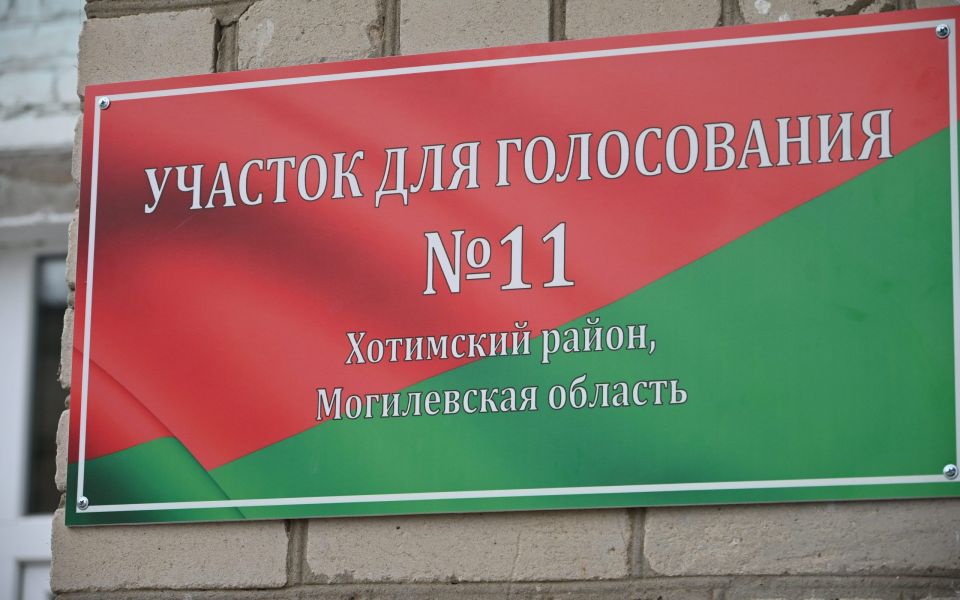 УЧАСТОК ДЛЯ ГОЛОСОВАНИЯ
№11
Хотимский район,
Могилевская область